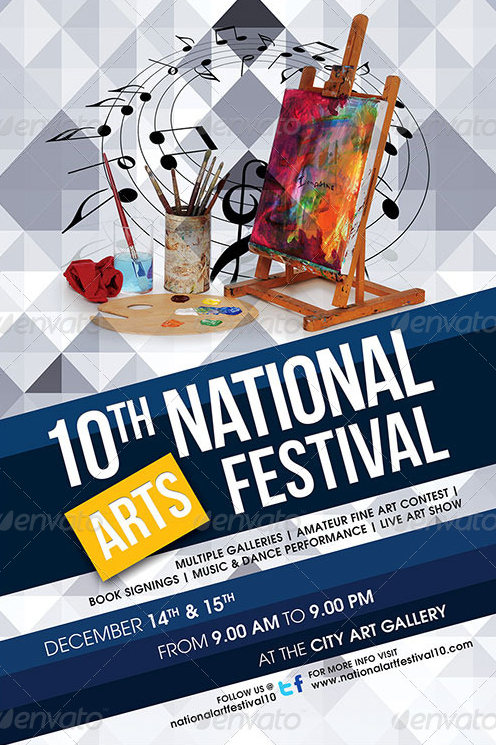 Imagine
10TH NATIONAL
ARTS FESTIVAL
MULTIPLE GALLERIES | AMATEUR FINE ART CONTEST |
BOOK SIGNINGS | MUSIC & DANCE PERFORMANCE | LIVE ART SHOW
DECEMBER 14TH & 15TH
FROM 9.00 AM TO 9.00 PM
AT THE CITY ART GALLERY
FOLLOW US @
nationalartfestival10
FOR MORE INFO VISIT
www.nationalartfestival10.com
envato